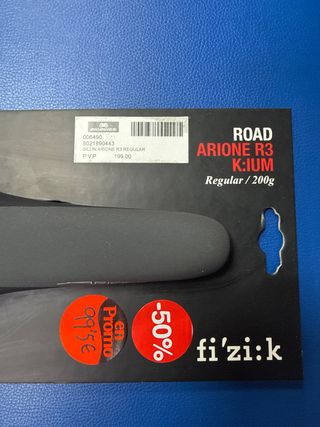 006490
8021890443
SILLIN ARIONE R3 REGULAR
P.V.P 199,00
ROAD
ARIONE R3
K:IUM
Regular / 200g
en
Promo
99'5€
-50%
fi'zi:k